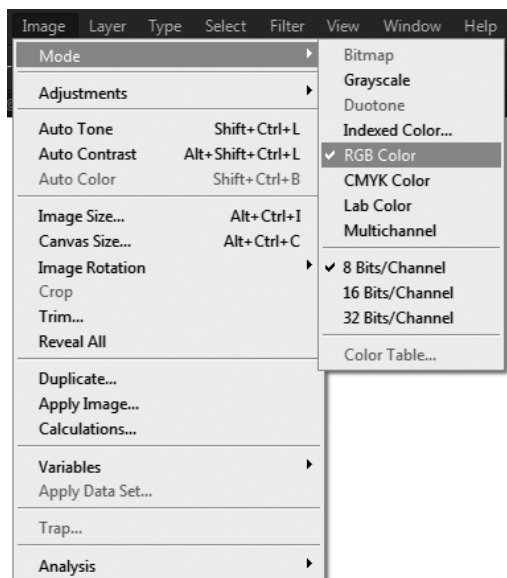 Image Layer Type Select Filter View Window Help
Mode
Adjustments
Auto Tone Shift+Ctrl+L
Auto Contrast Alt+Shift+Ctrl+L
Auto Color Shift+Ctrl+B
Image Size... Alt+Ctrl+I
Canvas Size... Alt+Ctrl+C
Image Rotation
Crop
Trim...
Reveal All
Duplicate...
Apply Image...
Calculations...
Variables
Apply Data Set...
Trap...
Analysis
Bitmap
Grayscale
Duotone
Indexed Color...
RGB Color
CMYK Color
Lab Color
Multichannel
8 Bits/Channel
16 Bits/Channel
32 Bits/Channel
Color Table...